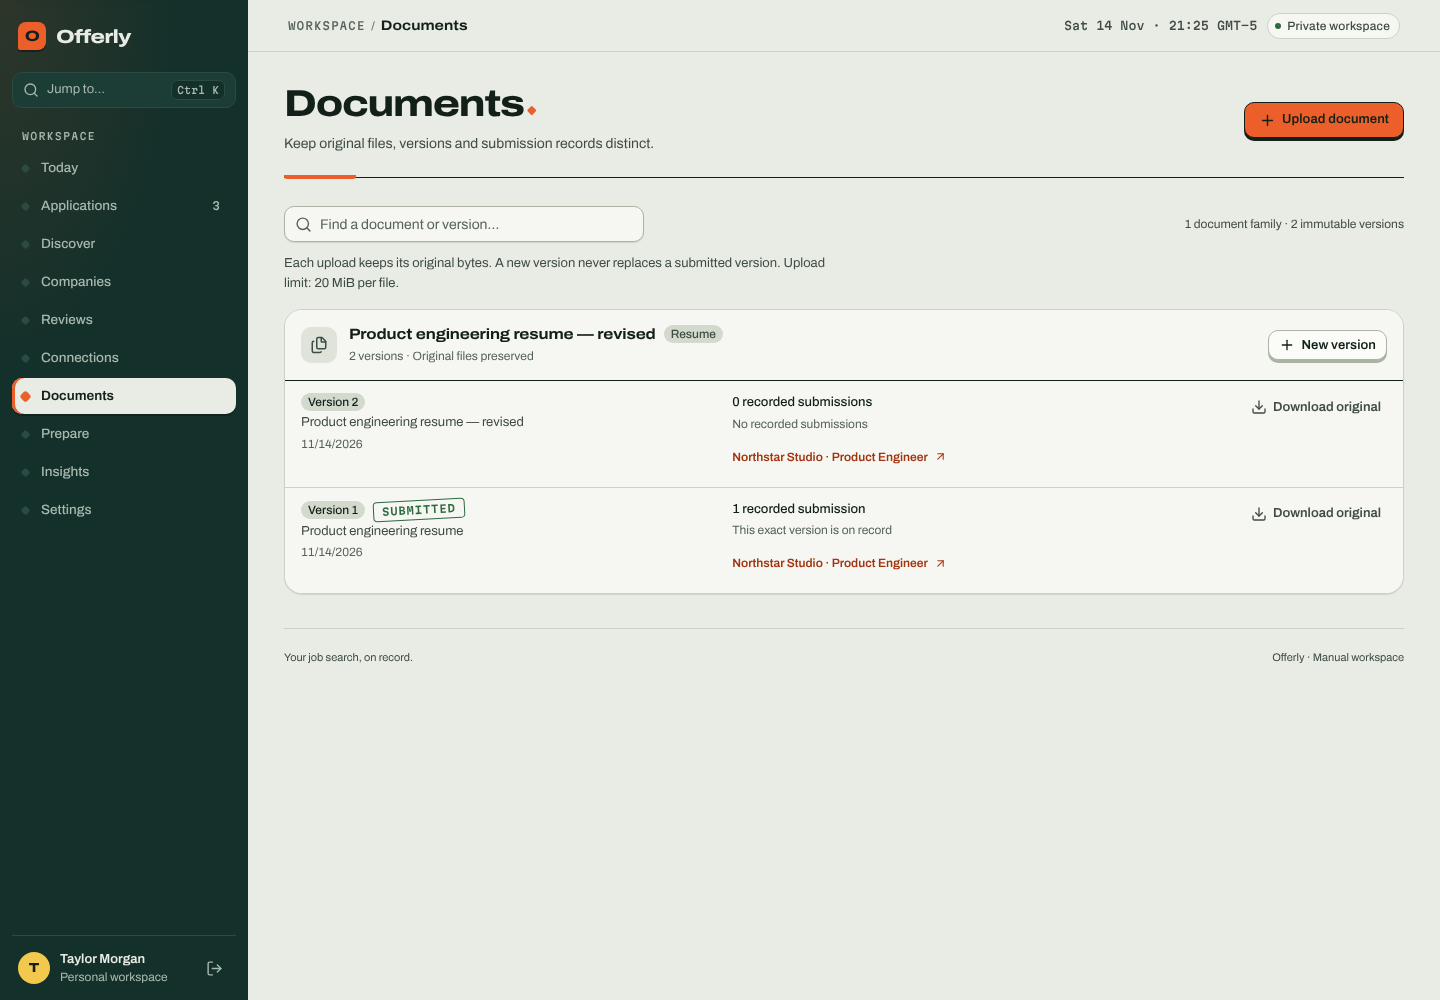 O Offerly
Jump to... Ctrl K
WORKSPACE
Today
Applications 3
Discover
Companies
Reviews
Connections
Documents
Prepare
Insights
Settings
T Taylor Morgan
Personal workspace
WORKSPACE / Documents
Sat 14 Nov · 21:25 GMT−5 Private workspace
Documents
Keep original files, versions and submission records distinct.
+ Upload document
Find a document or version...
1 document family · 2 immutable versions
Each upload keeps its original bytes. A new version never replaces a submitted version. Upload
limit: 20 MiB per file.
Product engineering resume — revised Resume
2 versions · Original files preserved
+ New version
Version 2
Product engineering resume — revised
11/14/2026
0 recorded submissions
No recorded submissions
Northstar Studio · Product Engineer
Download original
Version 1 SUBMITTED
Product engineering resume
11/14/2026
1 recorded submission
This exact version is on record
Northstar Studio · Product Engineer
Download original
Your job search, on record.
Offerly · Manual workspace